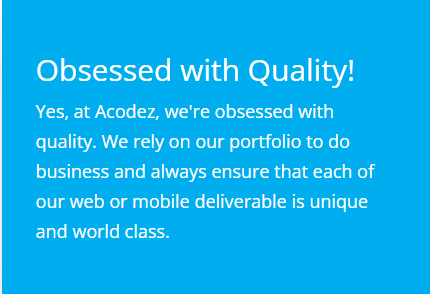 Obsessed with Quality!
Yes, at Acodez, we're obsessed with
quality. We rely on our portfolio to do
business and always ensure that each of
our web or mobile deliverable is unique
and world class.